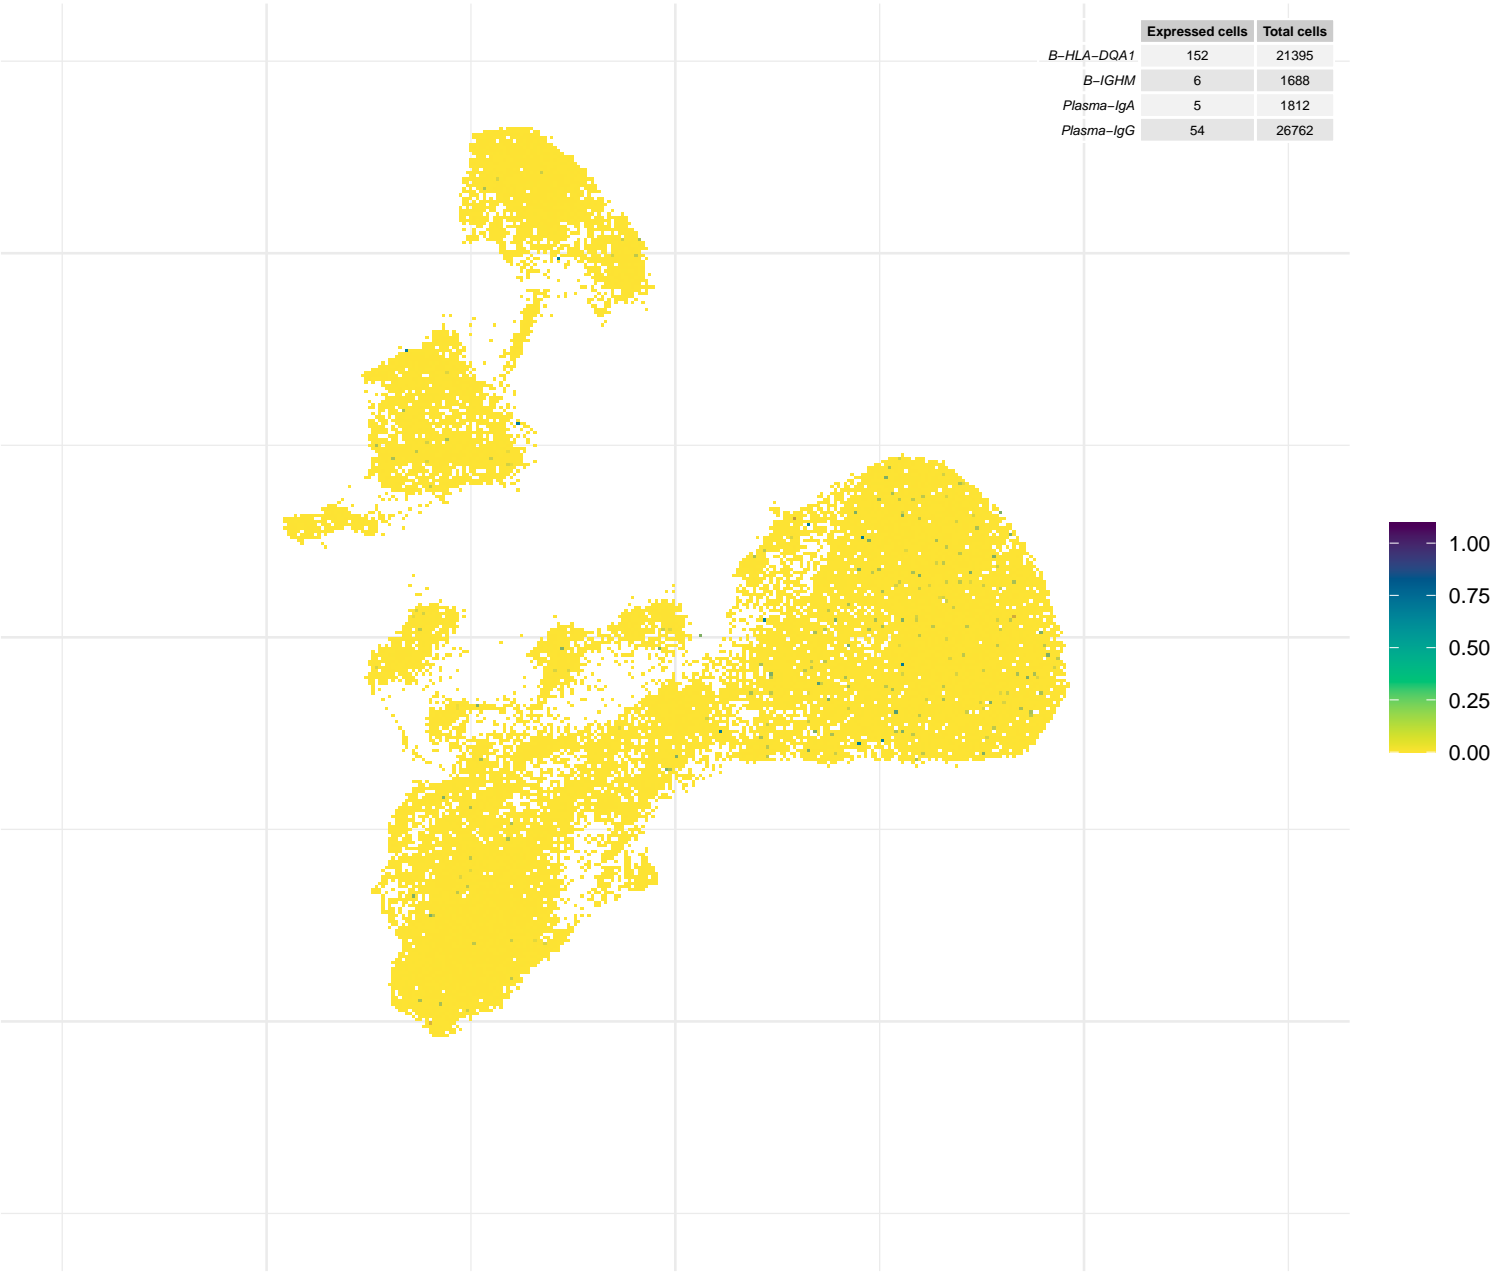 Expressed cells Total cells
B−HLA−DQA1 152 21395
B−IGHM 6 1688
Plasma−IgA 5 1812
Plasma−IgG 54 26762
1.00
0.75
0.50
0.25
0.00